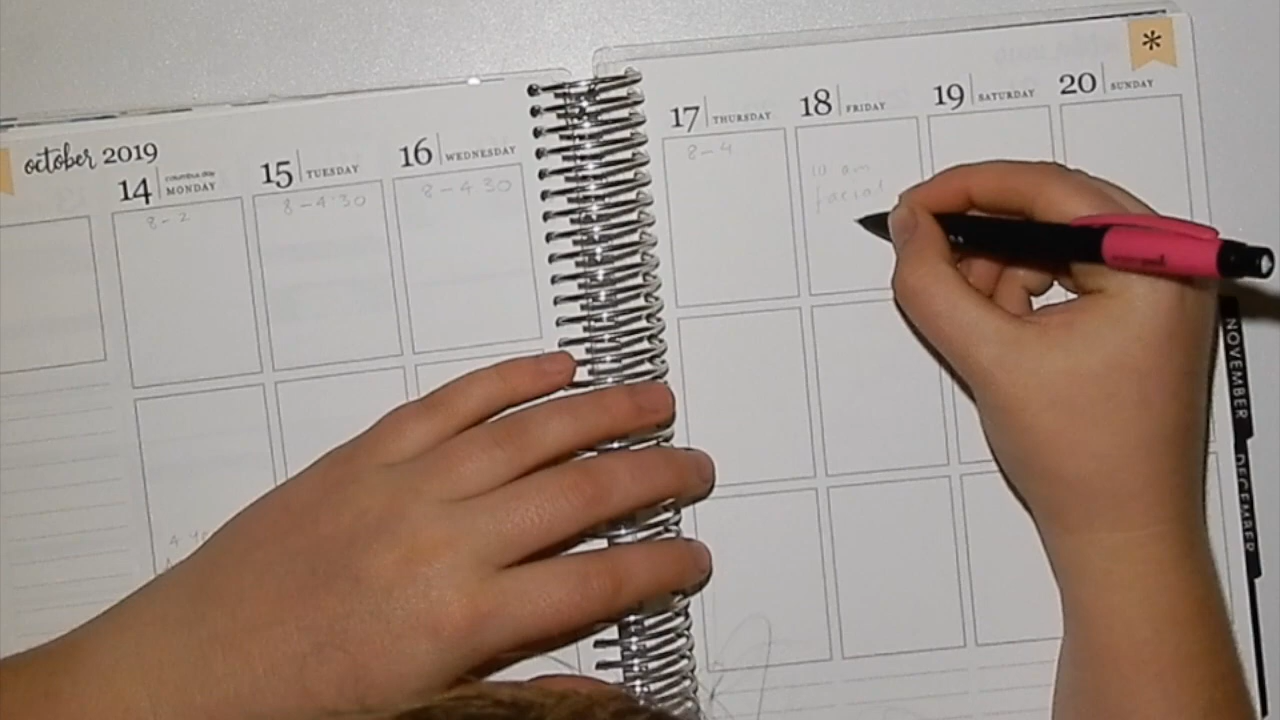 october 2019
14 columbus day MONDAY
15 TUESDAY
16 WEDNESDAY
8-2
8-4:30
8-4 30
17 THURSDAY
18 FRIDAY
19 SATURDAY
20 SUNDAY
*
8-4
10 am
facial
NOVEMBER
DECEMBER